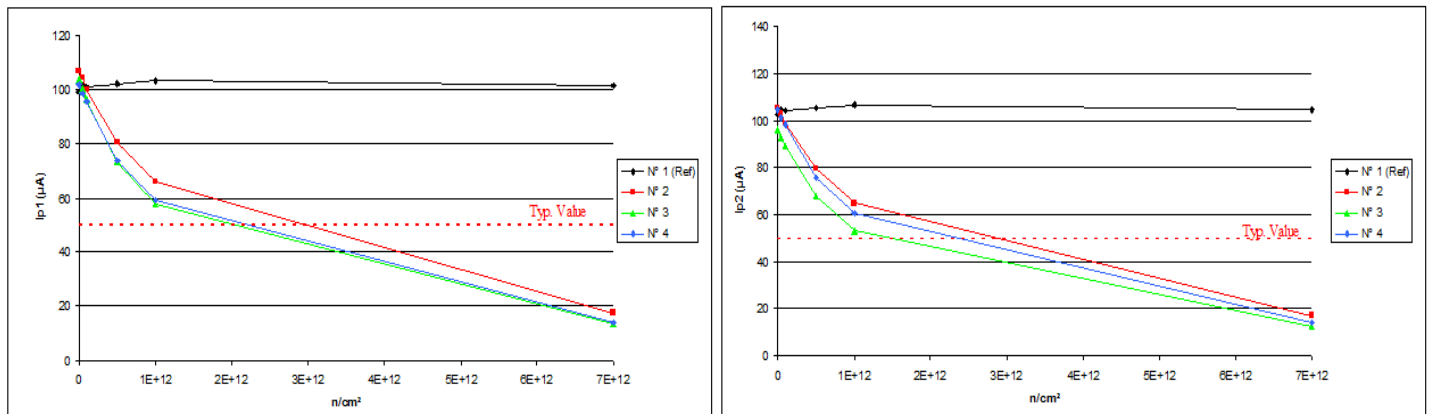 120
100
80
60
40
20
0
Ip1 (µA)
Typ. Value
0 1E+12 2E+12 3E+12 4E+12 5E+12 6E+12 7E+12
n/cm²
N° 1 (Ref)
N° 2
N° 3
N° 4
140
120
100
80
60
40
20
0
Ip2 (µA)
Typ. Value
0 1E+12 2E+12 3E+12 4E+12 5E+12 6E+12 7E+12
n/cm²
N° 1 (Ref)
N° 2
N° 3
N° 4